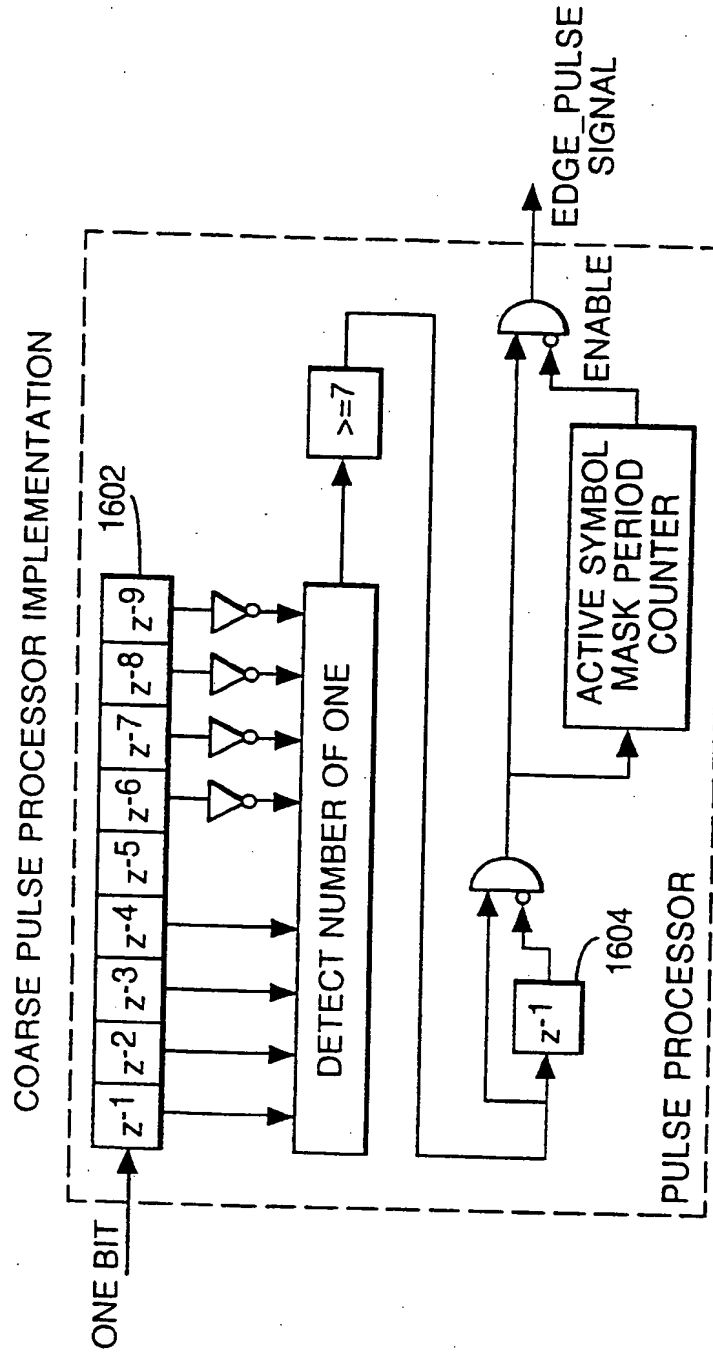 COARSE PULSE PROCESSOR IMPLEMENTATION
ONE BIT
z-1 z-2 z-3 z-4 z-5 z-6 z-7 z-8 z-9
1602
DETECT NUMBER OF ONE
>=7
z-1
1604
ACTIVE SYMBOL
MASK PERIOD
COUNTER
ENABLE
EDGE_PULSE
SIGNAL
PULSE PROCESSOR